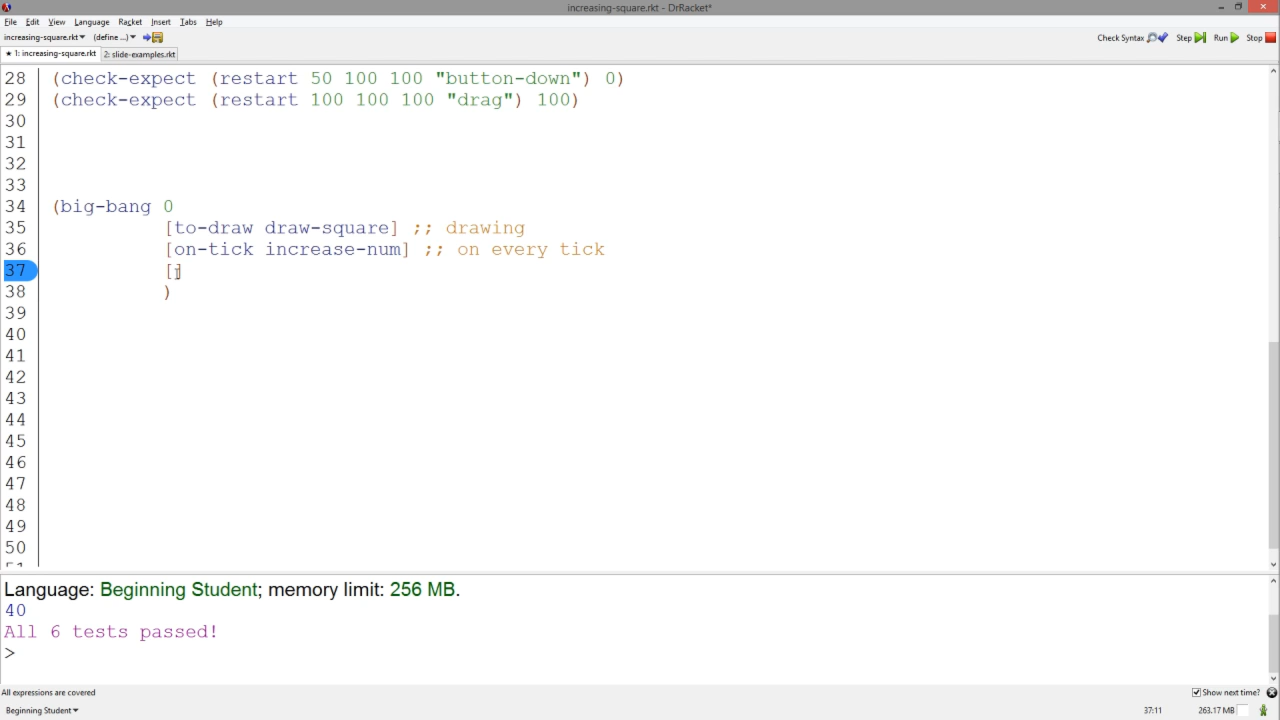 increasing-square.rkt - DrRacket*
File Edit View Language Racket Insert Tabs Help
increasing-square.rkt▾ (define ...)▾ Check Syntax Step Run Stop
★ 1: increasing-square.rkt 2: slide-examples.rkt
28 (check-expect (restart 50 100 100 "button-down") 0)
29 (check-expect (restart 100 100 100 "drag") 100)
30
31
32
33
34 (big-bang 0
35 [to-draw draw-square] ;; drawing
36 [on-tick increase-num] ;; on every tick
37 []
38 )
39
40
41
42
43
44
45
46
47
48
49
50
Language: Beginning Student; memory limit: 256 MB.
40
All 6 tests passed!
>
All expressions are covered Show next time?
Beginning Student▾ 37:11 263.17 MB